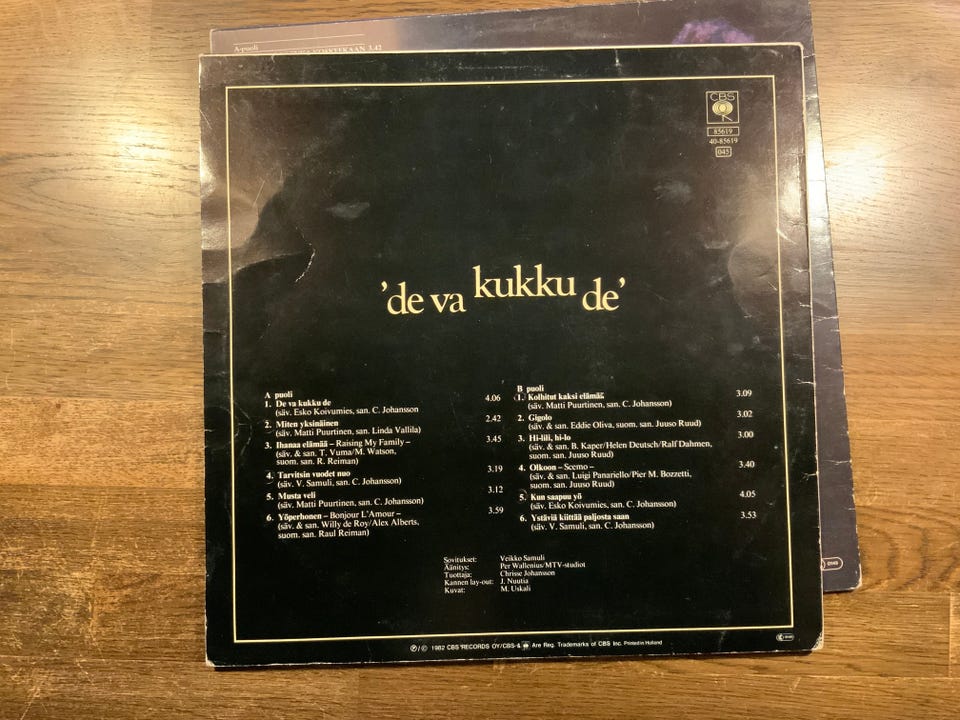 A-puoli
3.42
CBS
85619
40-85619
045
'de va kukku de'
A puoli
1. De va kukku de 4.06
(säv. Esko Koivumies, san. C. Johansson
2. Miten yksinäinen 2.42
(säv. Matti Puurtinen, san. Linda Vallila)
3. Ihanaa elämää – Raising My Family – 3.45
(säv. & san. T. Vuma/M. Watson,
suom. san. R. Reiman)
4. Tarvitsin vuodet nuo 3.19
(säv. V. Samuli, san. C. Johansson)
5. Musta veli 3.12
(säv. Matti Puurtinen, san. C. Johansson)
6. Yöperhonen – Bonjour L'Amour – 3.59
(säv. & san. Willy de Roy/Alex Alberts,
suom. san. Raul Reiman)
B puoli
1. Kolhitut kaksi elämää 3.09
(säv. Matti Puurtinen, san. C. Johansson)
2. Gigolo 3.02
(säv. & san. Eddie Oliva, suom. san. Juuso Ruud)
3. Hi-lili, hi-lo 3.00
(säv. & san. B. Kaper/Helen Deutsch/Ralf Dahmen,
suom. san. Juuso Ruud)
4. Olkoon – Scemo – 3.40
(säv. & san. Luigi Panariello/Pier M. Bozzetti,
suom. san. Juuso Ruud)
5. Kun saapuu yö 4.05
(säv. Esko Koivumies, san. C. Johansson)
6. Ystäviä kiittää paljosta saan 3.53
(säv. V. Samuli, san. C. Johansson)
Sovitukset: Veikko Samuli
Äänitys: Per Wallenius/MTV-studiot
Tuottaja: Chrisse Johansson
Kannen lay-out: J. Nuutia
Kuvat: M. Uskali
℗/© 1982 CBS RECORDS OY/CBS-& Are Reg. Trademarks of CBS Inc. Printed in Holland
0149